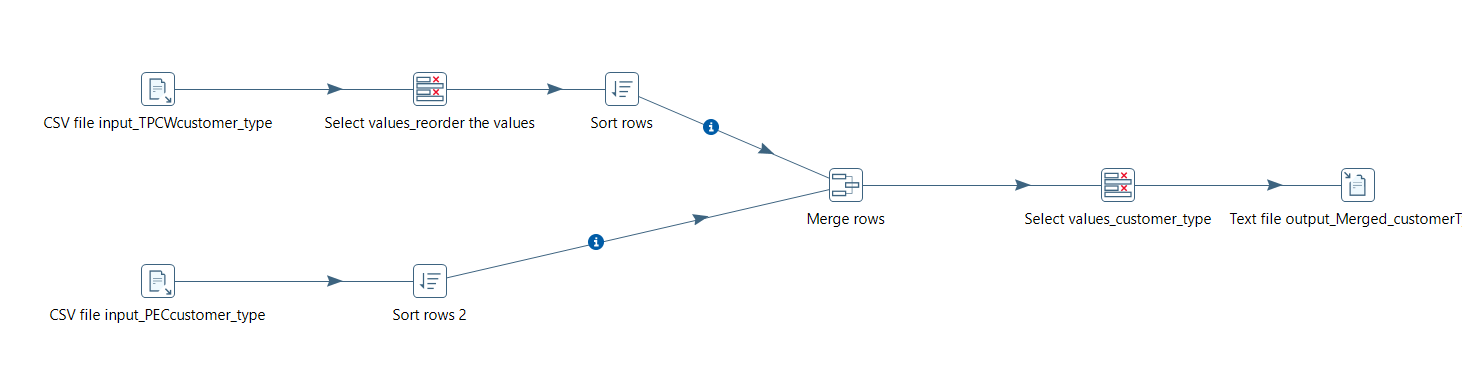 CSV file input_TPCWcustomer_type
Select values_reorder the values
Sort rows
Merge rows
Select values_customer_type
Text file output_Merged_customerT
CSV file input_PECcustomer_type
Sort rows 2